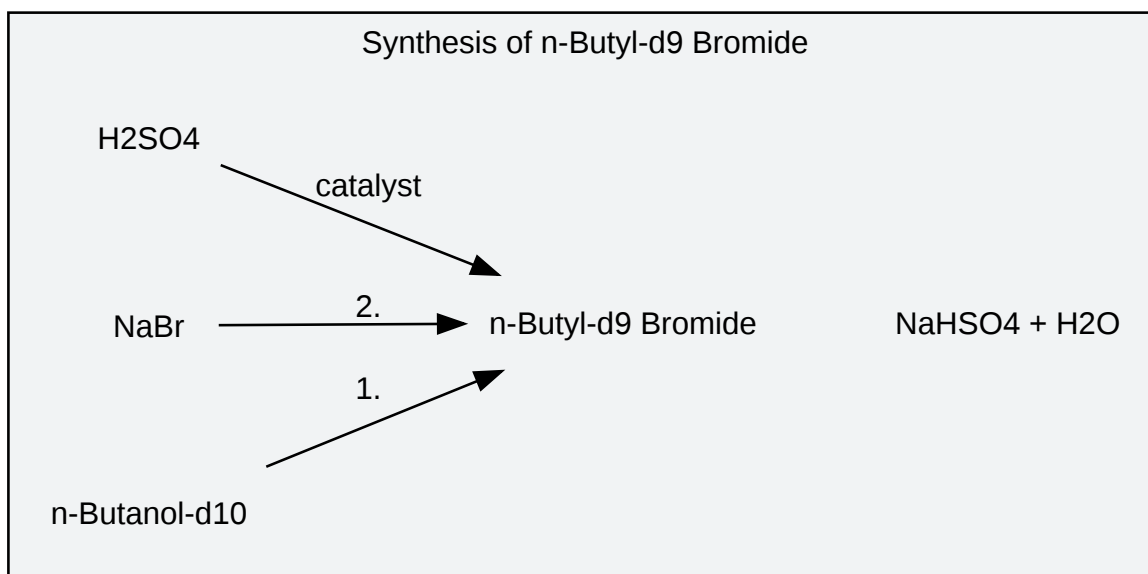 Synthesis of n-Butyl-d9 Bromide
H2SO4
catalyst
NaBr
2.
n-Butyl-d9 Bromide
NaHSO4 + H2O
1.
n-Butanol-d10